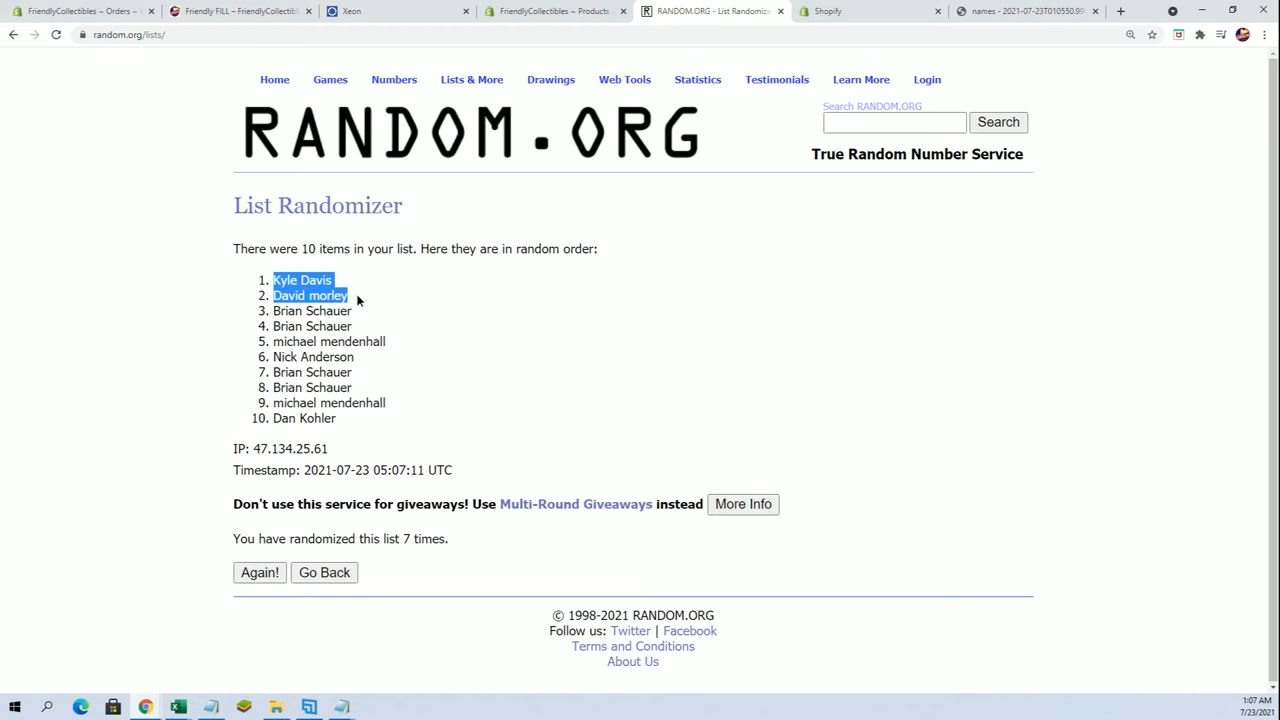 FriendlyCollectibles ~ Orders ~
Friendly FILL – FriendlyCollectibl
Xeon
FriendlyCollectibles ~ Products
RANDOM.ORG - List Randomize
Shopify
names - 2021-07-23T010550.99
random.org/lists/
Home Games Numbers Lists & More Drawings Web Tools Statistics Testimonials Learn More Login
RANDOM.ORG
Search RANDOM.ORG
Search
True Random Number Service
List Randomizer
There were 10 items in your list. Here they are in random order:
1. Kyle Davis
2. David morley
3. Brian Schauer
4. Brian Schauer
5. michael mendenhall
6. Nick Anderson
7. Brian Schauer
8. Brian Schauer
9. michael mendenhall
10. Dan Kohler
IP: 47.134.25.61
Timestamp: 2021-07-23 05:07:11 UTC
Don't use this service for giveaways! Use Multi-Round Giveaways instead More Info
You have randomized this list 7 times.
Again! Go Back
© 1998-2021 RANDOM.ORG
Follow us: Twitter | Facebook
Terms and Conditions
About Us
1:07 AM
7/23/2021